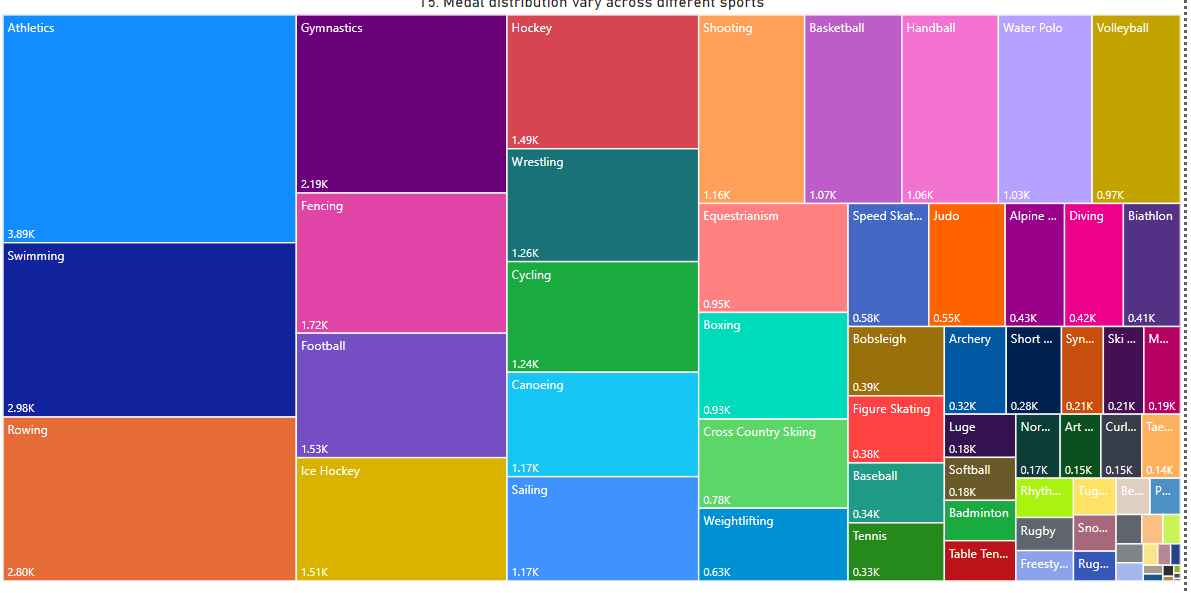 15. Medal distribution vary across different sports
Athletics
3.89K
Swimming
2.98K
Rowing
2.80K
Gymnastics
2.19K
Fencing
1.72K
Football
1.53K
Ice Hockey
1.51K
Hockey
1.49K
Wrestling
1.26K
Cycling
1.24K
Canoeing
1.17K
Sailing
1.17K
Shooting
1.16K
Basketball
1.07K
Handball
1.06K
Water Polo
1.03K
Volleyball
0.97K
Equestrianism
0.95K
Boxing
0.93K
Cross Country Skiing
0.78K
Weightlifting
0.63K
Speed Skat...
0.58K
Judo
0.55K
Alpine ...
0.43K
Diving
0.42K
Biathlon
0.41K
Bobsleigh
0.39K
Figure Skating
0.38K
Baseball
0.34K
Tennis
0.33K
Archery
0.32K
Short ...
0.28K
Syn...
0.21K
Ski ...
0.21K
M...
0.19K
Luge
0.18K
Softball
0.18K
Badminton
Table Ten...
Nor...
0.17K
Art ...
0.15K
Curl...
0.15K
Tae...
0.14K
Rhyth...
Tug...
Be...
P...
Rugby
Sno...
Freesty...
Rug...